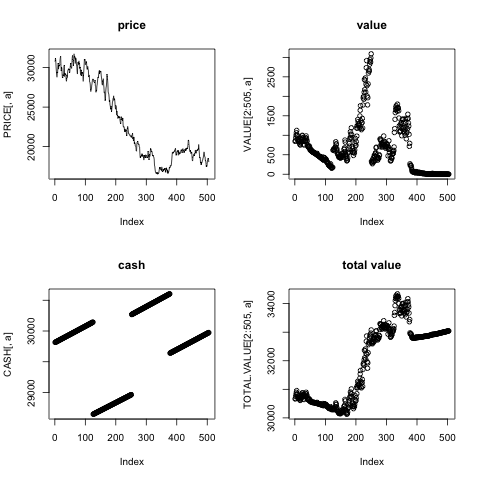 price
PRICE[, a]
30000
25000
20000
0 100 200 300 400 500
Index
value
VALUE[2:505, a]
2500
1500
500
0
0 100 200 300 400 500
Index
cash
CASH[, a]
30000
29000
0 100 200 300 400 500
Index
total value
TOTAL.VALUE[2:505, a]
34000
32000
30000
0 100 200 300 400 500
Index